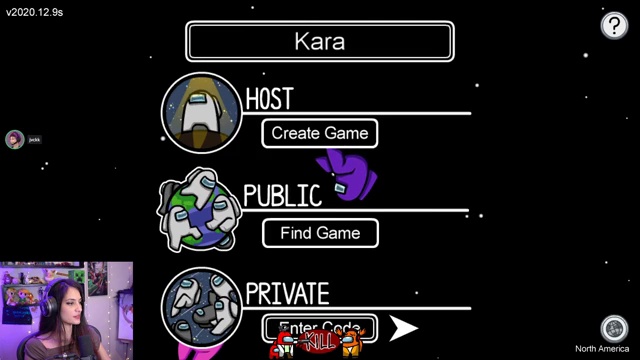 v2020.12.9s
Kara
?
HOST
Create Game
jackk
PUBLIC
Find Game
PRIVATE
Enter Code
KILL
North America